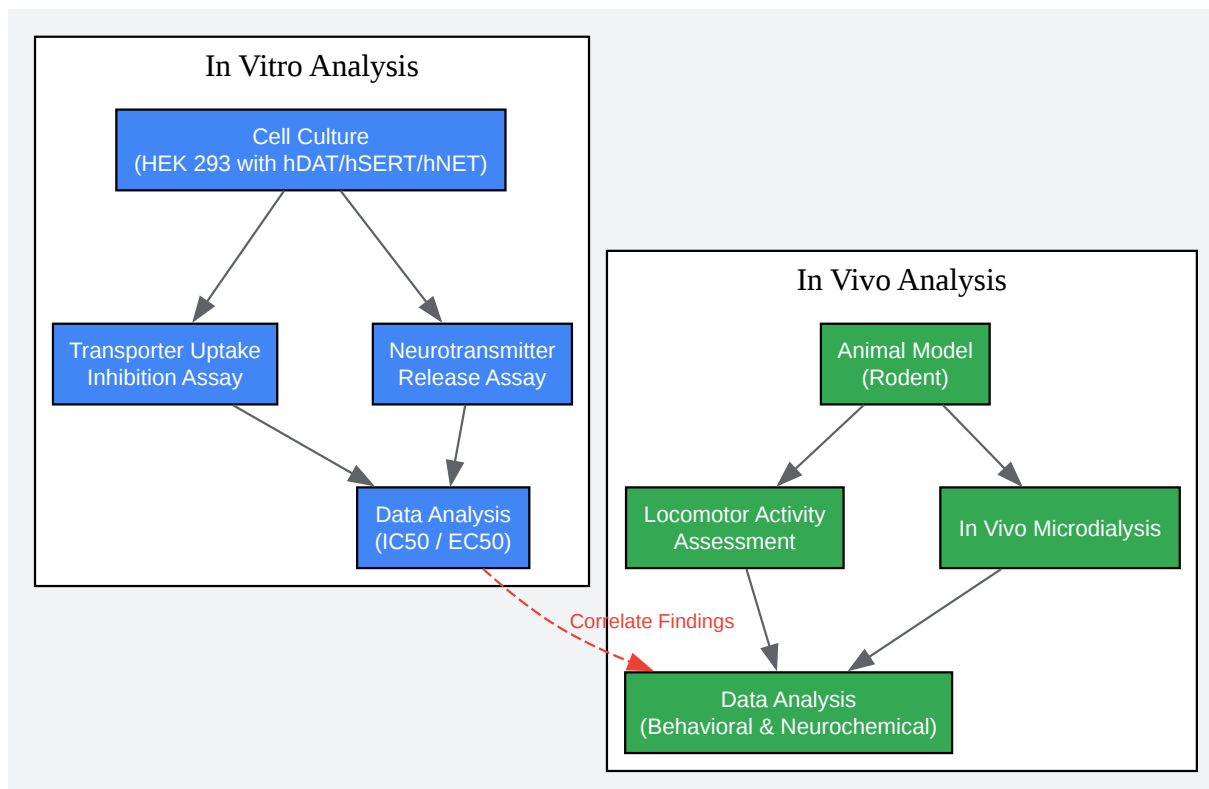 In Vitro Analysis
Cell Culture
(HEK 293 with hDAT/hSERT/hNET)
Transporter Uptake
Inhibition Assay
Neurotransmitter
Release Assay
Data Analysis
(IC50 / EC50)
Correlate Findings
In Vivo Analysis
Animal Model
(Rodent)
Locomotor Activity
Assessment
In Vivo Microdialysis
Data Analysis
(Behavioral & Neurochemical)